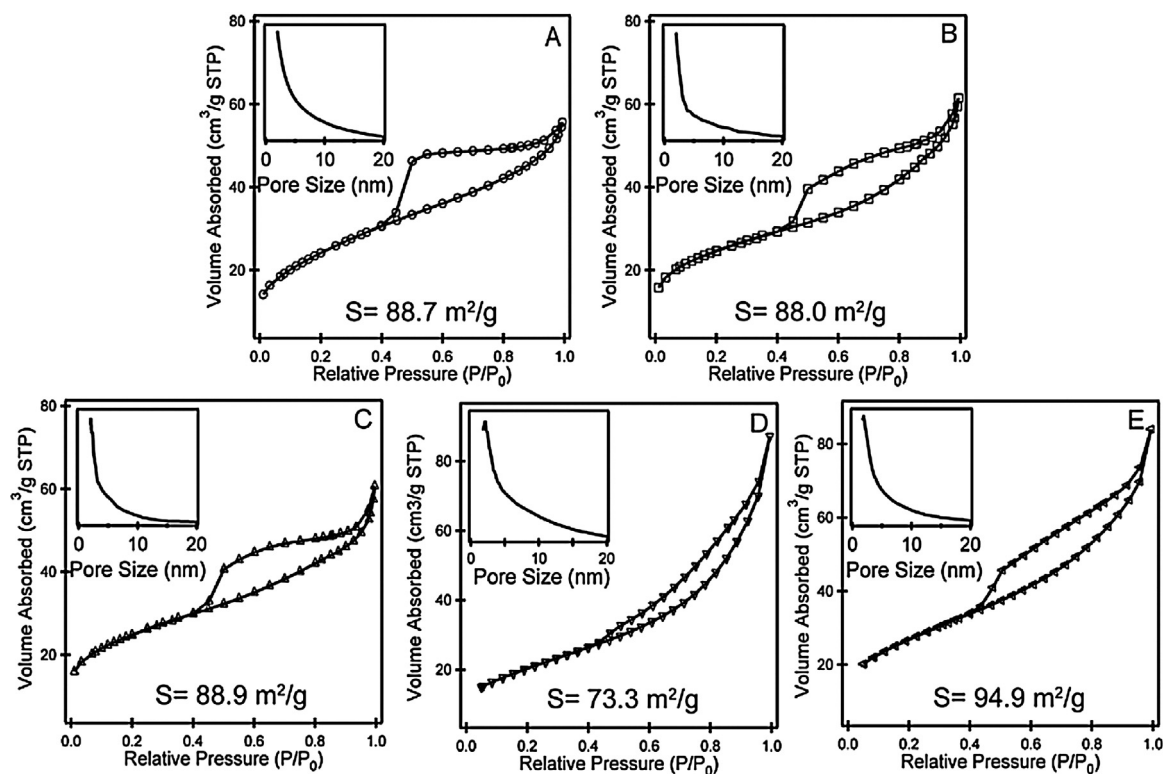 A
80
60
40
20
Volume Absorbed (cm³/g STP)
0 10 20
Pore Size (nm)
S= 88.7 m²/g
0.0 0.2 0.4 0.6 0.8 1.0
Relative Pressure (P/P₀)
B
80
60
40
20
Volume Absorbed (cm³/g STP)
0 10 20
Pore Size (nm)
S= 88.0 m²/g
0.0 0.2 0.4 0.6 0.8 1.0
Relative Pressure (P/P₀)
C
80
60
40
20
Volume Absorbed (cm³/g STP)
0 10 20
Pore Size (nm)
S= 88.9 m²/g
0.0 0.2 0.4 0.6 0.8 1.0
Relative Pressure (P/P₀)
D
80
60
40
20
Volume Absorbed (cm3/g STP)
0 10 20
Pore Size (nm)
S= 73.3 m²/g
0.0 0.2 0.4 0.6 0.8 1.0
Relative Pressure (P/P₀)
E
80
60
40
20
Volume Absorbed (cm³/g STP)
0 10 20
Pore Size (nm)
S= 94.9 m²/g
0.0 0.2 0.4 0.6 0.8 1.0
Relative Pressure (P/P₀)